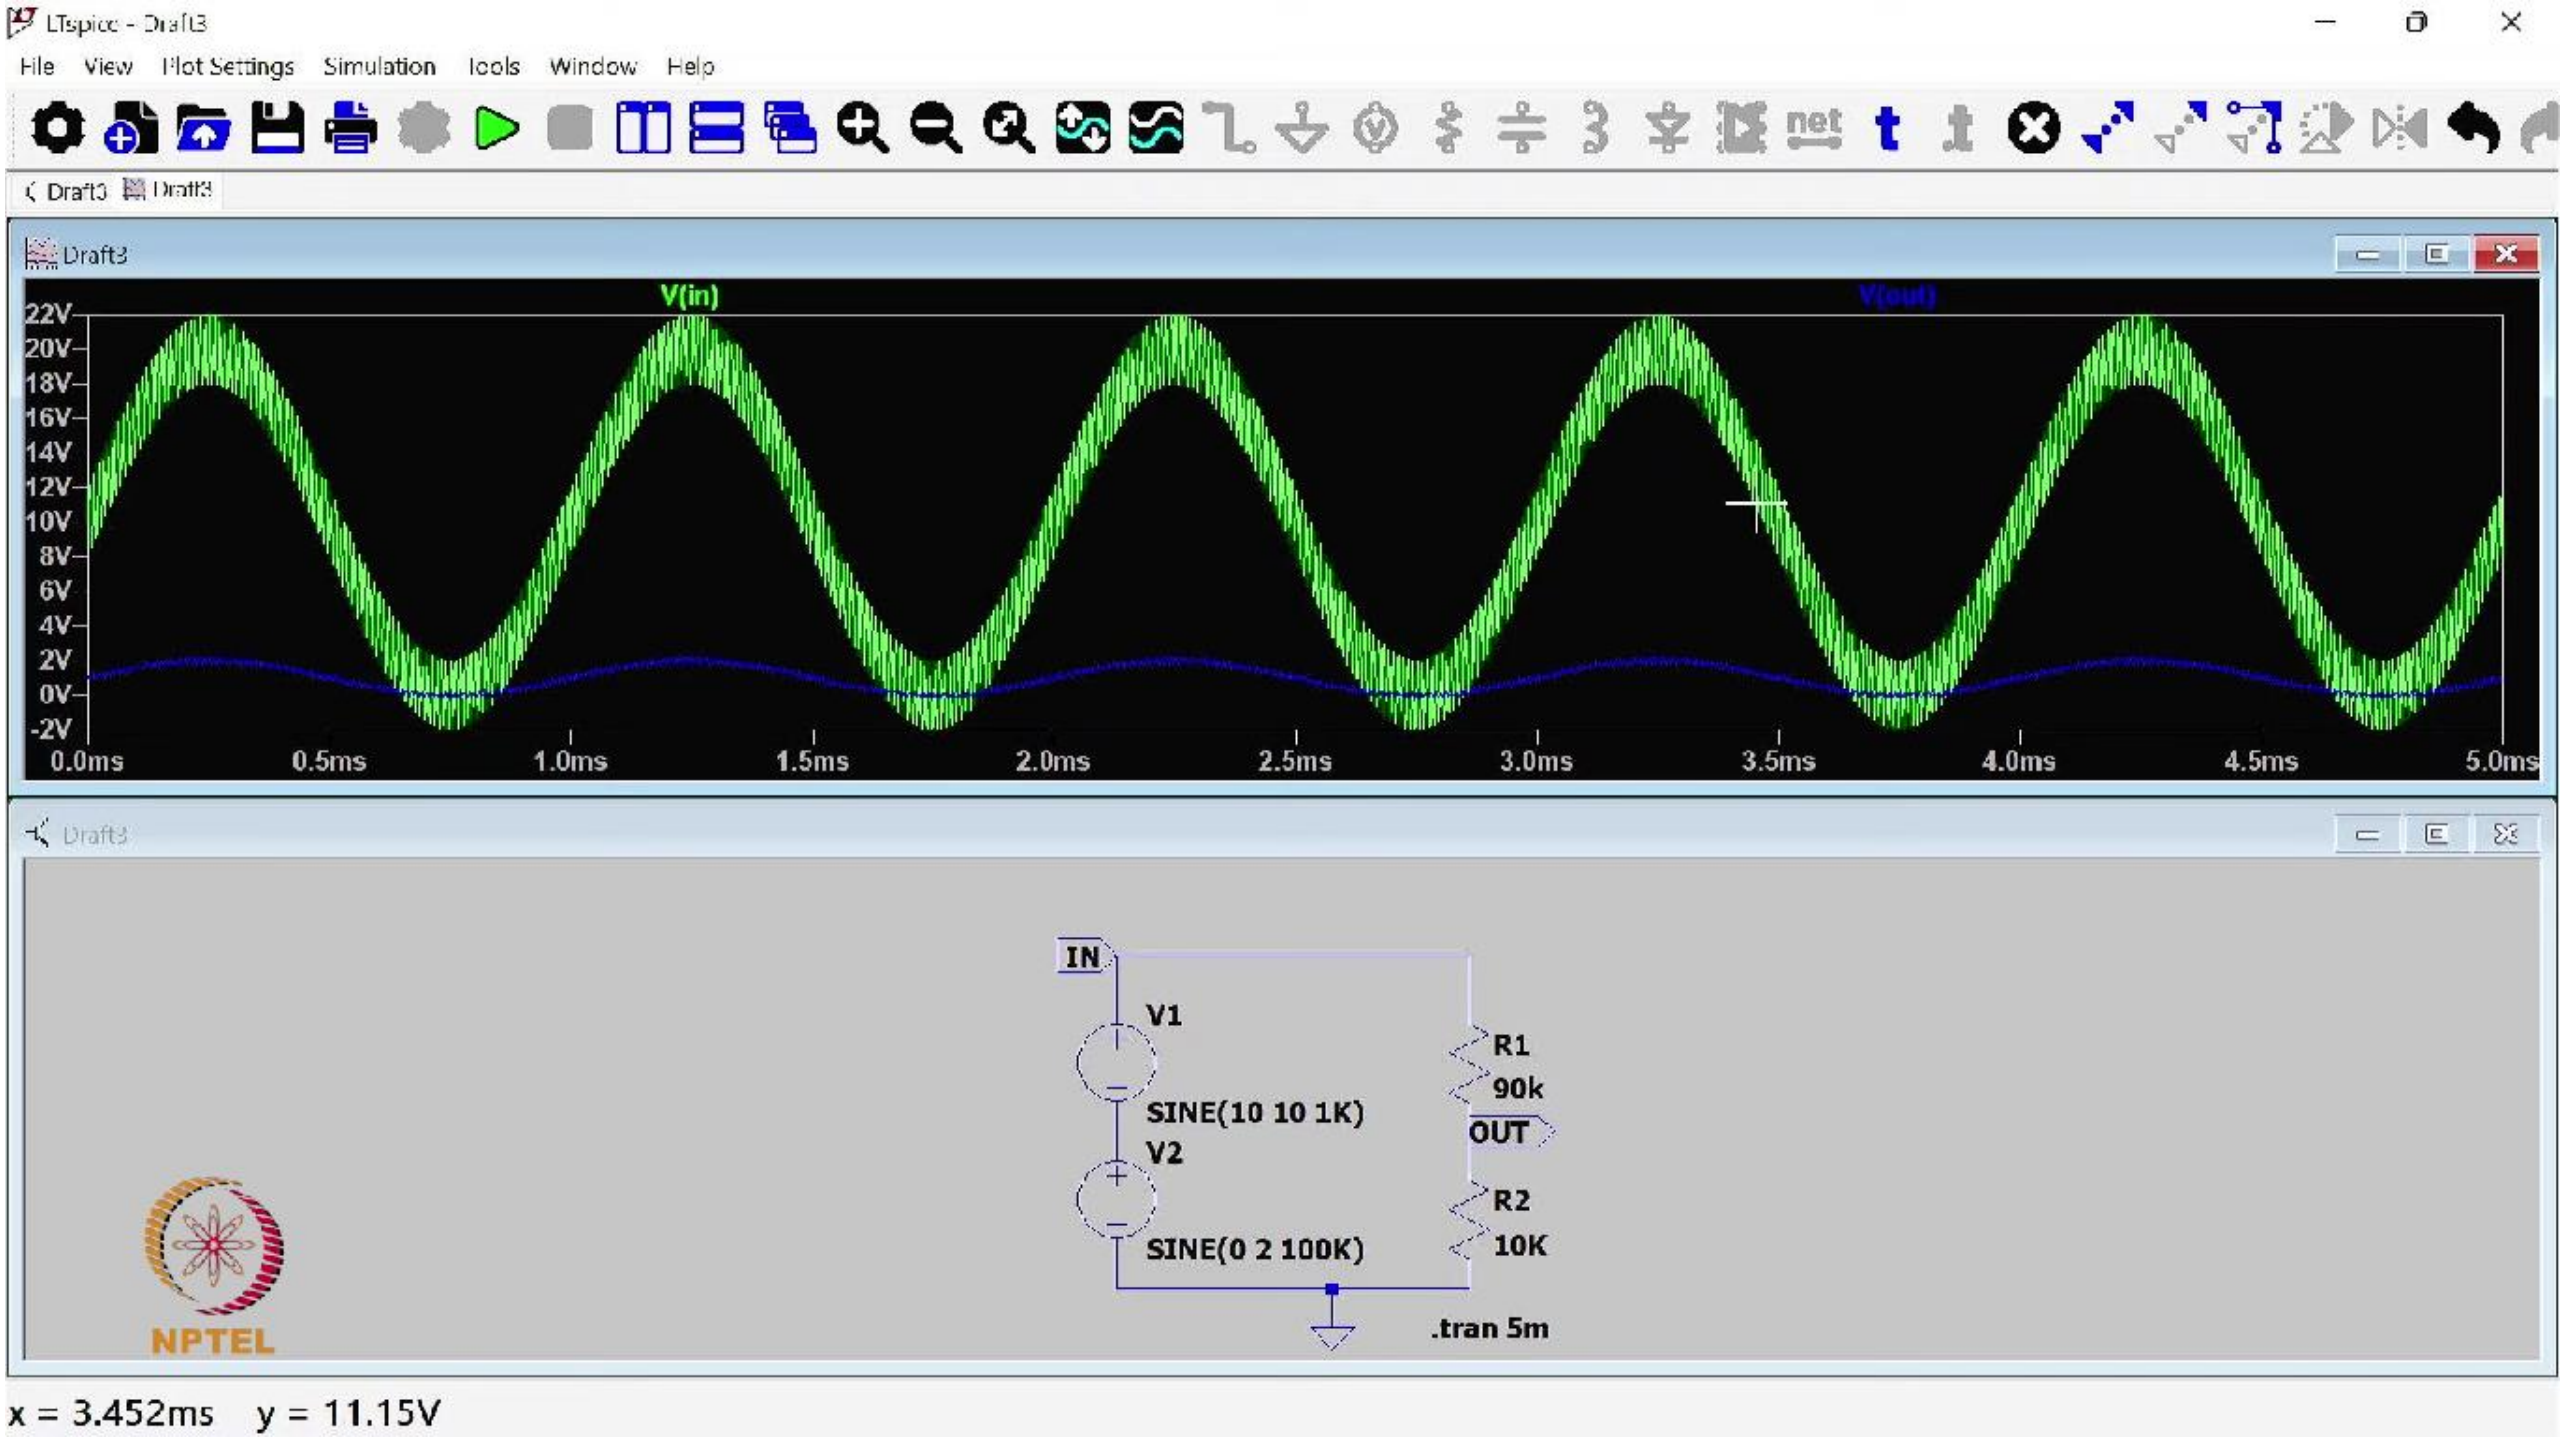 LTspice - Draft3
File View Plot Settings Simulation Tools Window Help
net t .t
Draft3 Draft3
Draft3
V(in) V(out)
22V
20V
18V
16V
14V
12V
10V
8V
6V
4V
2V
0V
-2V
0.0ms 0.5ms 1.0ms 1.5ms 2.0ms 2.5ms 3.0ms 3.5ms 4.0ms 4.5ms 5.0ms
Draft3
IN
V1
SINE(10 10 1K)
V2
SINE(0 2 100K)
R1
90k
OUT
R2
10K
.tran 5m
NPTEL
x = 3.452ms y = 11.15V